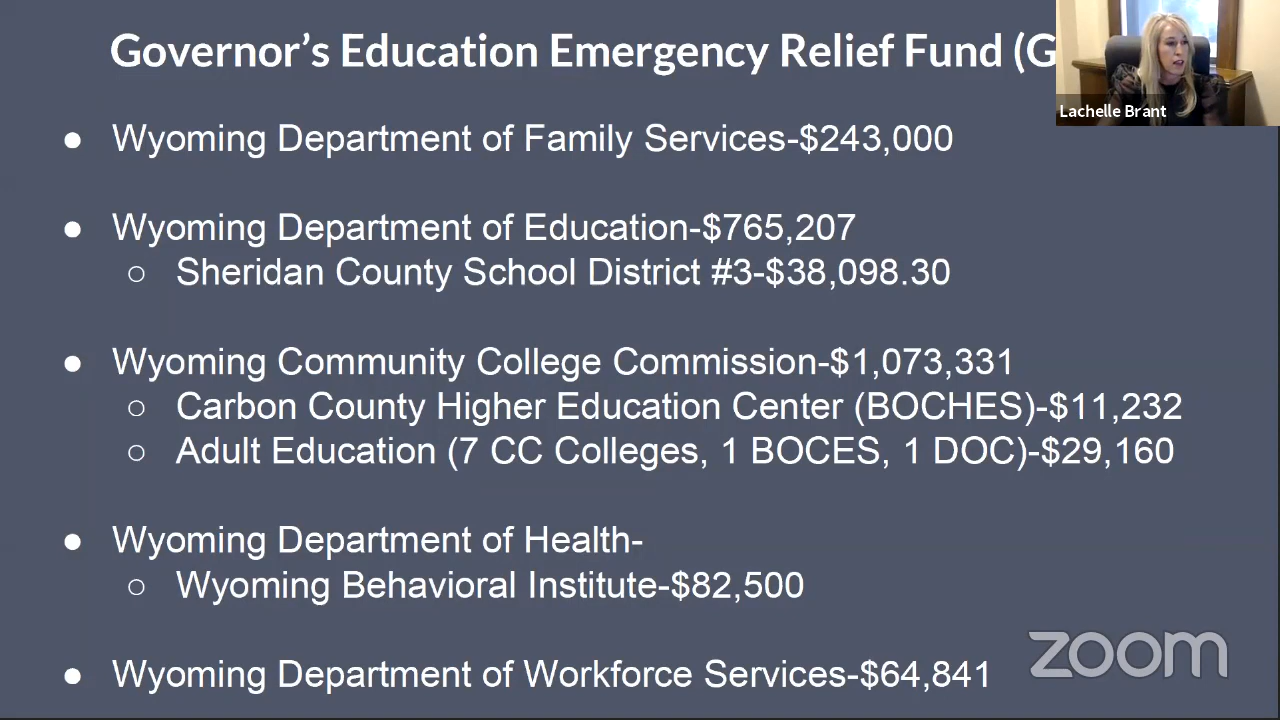 Governor's Education Emergency Relief Fund (G
Lachelle Brant
● Wyoming Department of Family Services-$243,000
● Wyoming Department of Education-$765,207
○ Sheridan County School District #3-$38,098.30
● Wyoming Community College Commission-$1,073,331
○ Carbon County Higher Education Center (BOCHES)-$11,232
○ Adult Education (7 CC Colleges, 1 BOCES, 1 DOC)-$29,160
● Wyoming Department of Health-
○ Wyoming Behavioral Institute-$82,500
● Wyoming Department of Workforce Services-$64,841
zoom